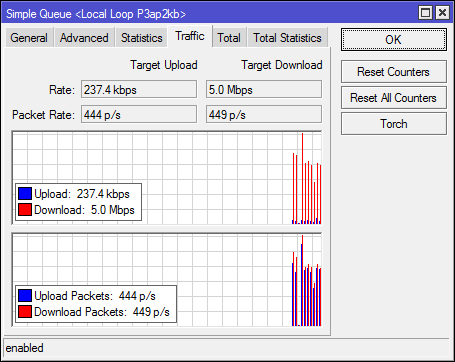 Simple Queue <Local Loop P3ap2kb>
General Advanced Statistics Traffic Total Total Statistics
OK
Target Upload Target Download
Reset Counters
Rate: 237.4 kbps 5.0 Mbps
Reset All Counters
Packet Rate: 444 p/s 449 p/s
Torch
Upload: 237.4 kbps
Download: 5.0 Mbps
Upload Packets: 444 p/s
Download Packets: 449 p/s
enabled